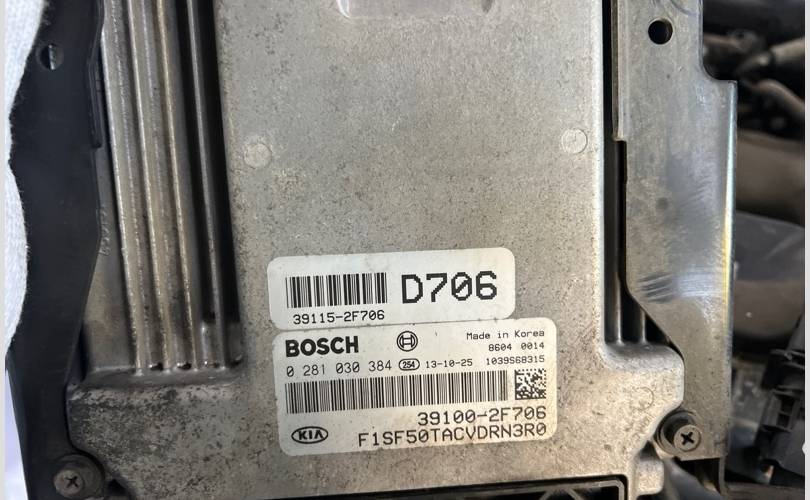 D706
39115-2F706
BOSCH
Made in Korea
8604 0014
0 281 030 384 254 13-10-25 1039S68315
39100-2F706
KIA F1SF50TACVDRN3R0